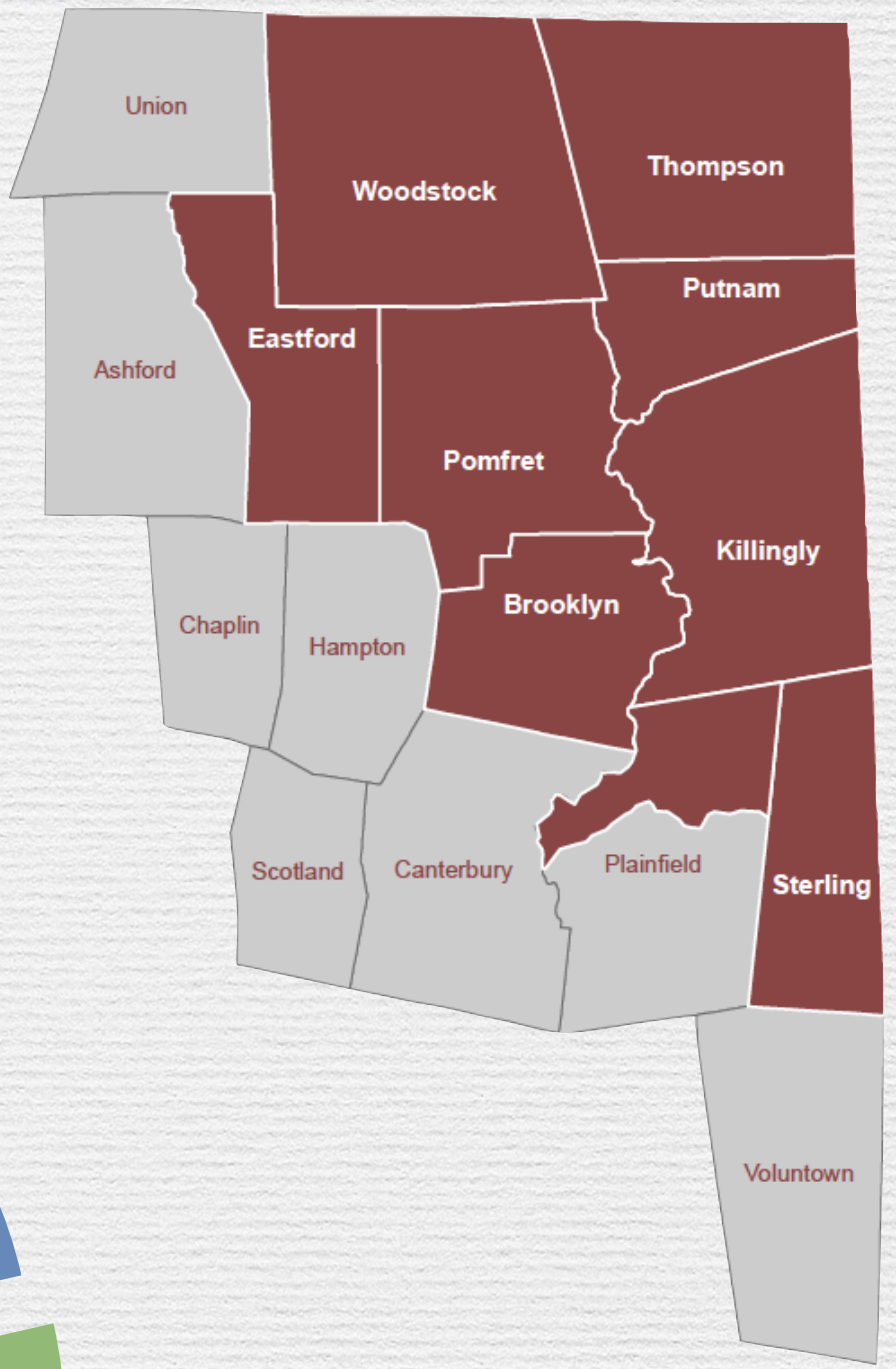 Union
Woodstock
Thompson
Putnam
Eastford
Ashford
Pomfret
Killingly
Brooklyn
Chaplin
Hampton
Scotland
Canterbury
Plainfield
Sterling
Voluntown